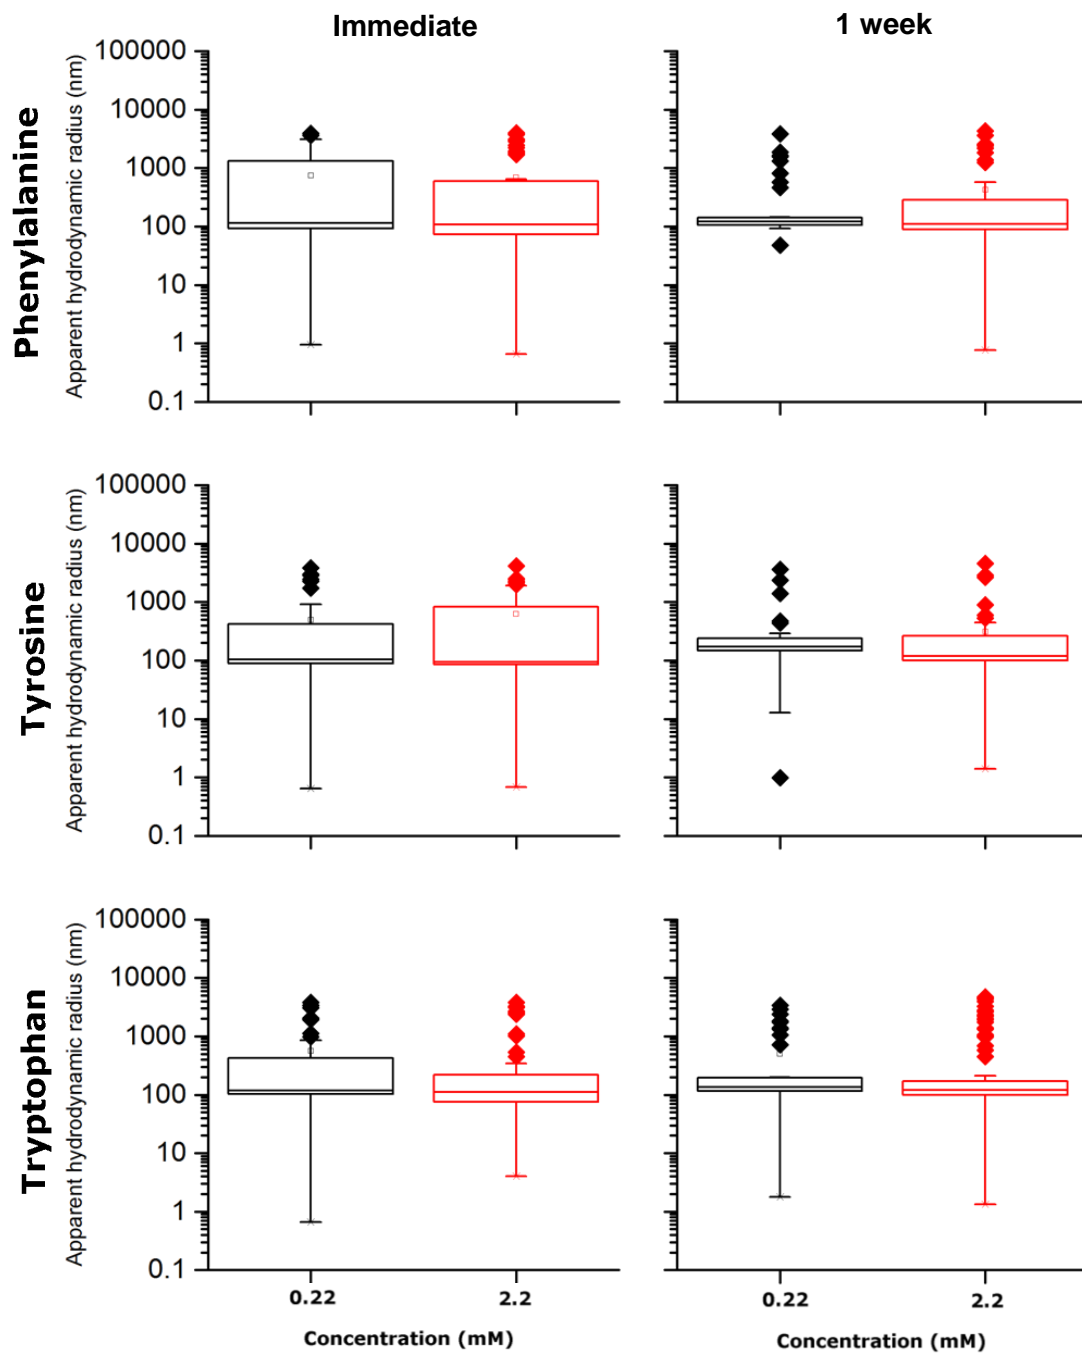 Immediate
1 week
Phenylalanine
Apparent hydrodynamic radius (nm)
100000
10000
1000
100
10
1
0.1
Tyrosine
Apparent hydrodynamic radius (nm)
100000
10000
1000
100
10
1
0.1
Tryptophan
Apparent hydrodynamic radius (nm)
100000
10000
1000
100
10
1
0.1
0.22
2.2
0.22
2.2
Concentration (mM)
Concentration (mM)